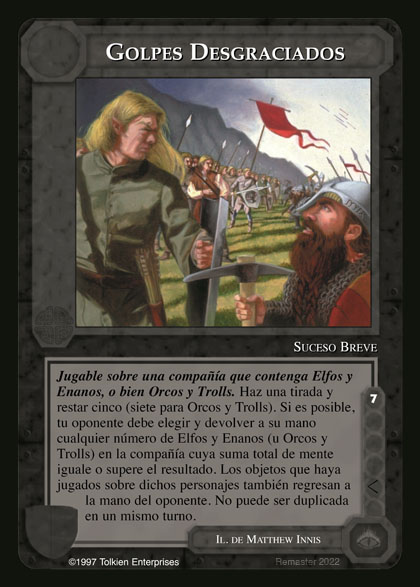 GOLPES DESGRACIADOS
SUCESO BREVE
Jugable sobre una compañía que contenga Elfos y
Enanos, o bien Orcos y Trolls. Haz una tirada y
restar cinco (siete para Orcos y Trolls). Si es posible,
tu oponente debe elegir y devolver a su mano
cualquier número de Elfos y Enanos (u Orcos y
Trolls) en la compañía cuya suma total de mente
iguale o supere el resultado. Los objetos que haya
jugados sobre dichos personajes también regresan a
la mano del oponente. No puede ser duplicada
en un mismo turno.
7
IL. DE MATTHEW INNIS
©1997 Tolkien Enterprises
Remaster 2022